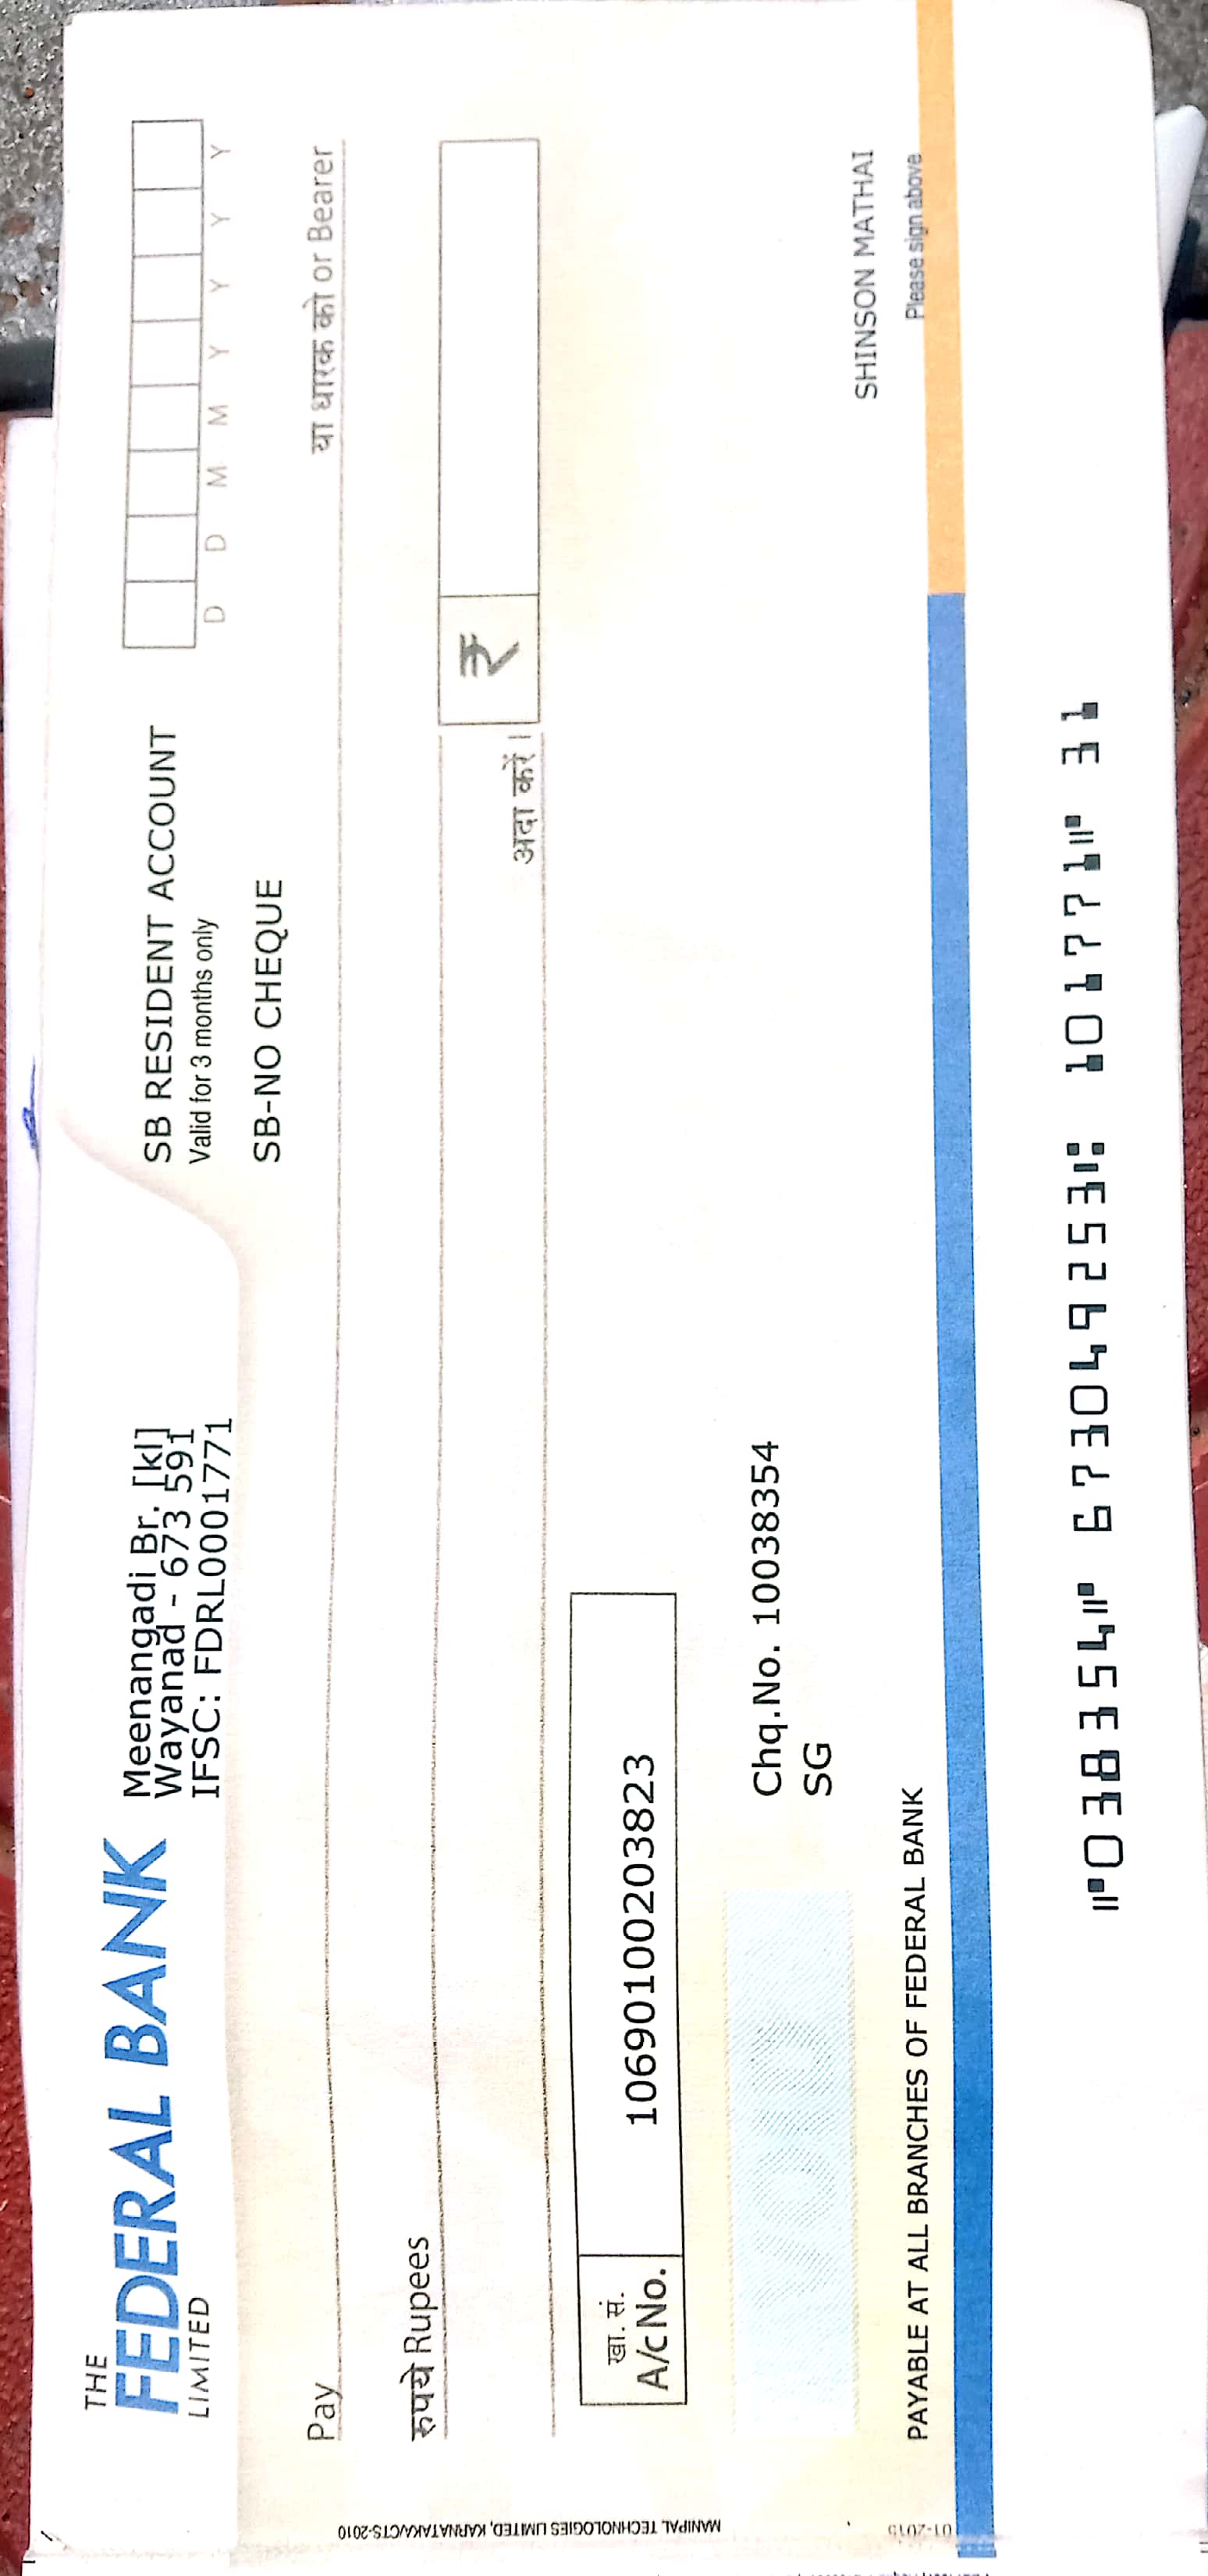 THE
FEDERAL BANK
LIMITED
Meenangadi Br. [kl]
Wayanad - 673 591
IFSC: FDRL0001771
SB RESIDENT ACCOUNT
Valid for 3 months only
SB-NO CHEQUE
D D M M Y Y Y Y
Pay
या धारक को or Bearer
रुपये Rupees
अदा करें।
₹
खा. सं.
A/c No.
10690100203823
VOID
Chq.No. 10038354
SG
SHINSON MATHAI
Please sign above
PAYABLE AT ALL BRANCHES OF FEDERAL BANK
MANIPAL TECHNOLOGIES LIMITED, KARNATAKA/CTS-2010
⑈038354⑈ 673049253⑆ 101771⑈ 31